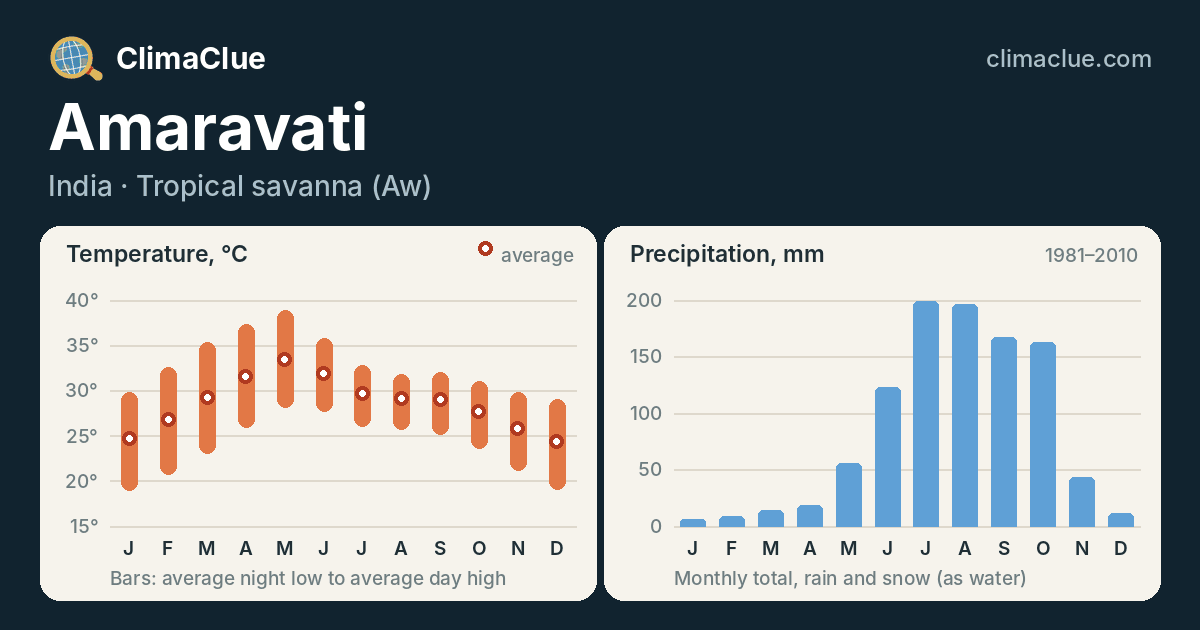 ClimaClue
climaclue.com
Amaravati
India · Tropical savanna (Aw)
Temperature, °C
average
40°
35°
30°
25°
20°
15°
J F M A M J J A S O N D
Bars: average night low to average day high
Precipitation, mm
1981–2010
200
150
100
50
0
J F M A M J J A S O N D
Monthly total, rain and snow (as water)